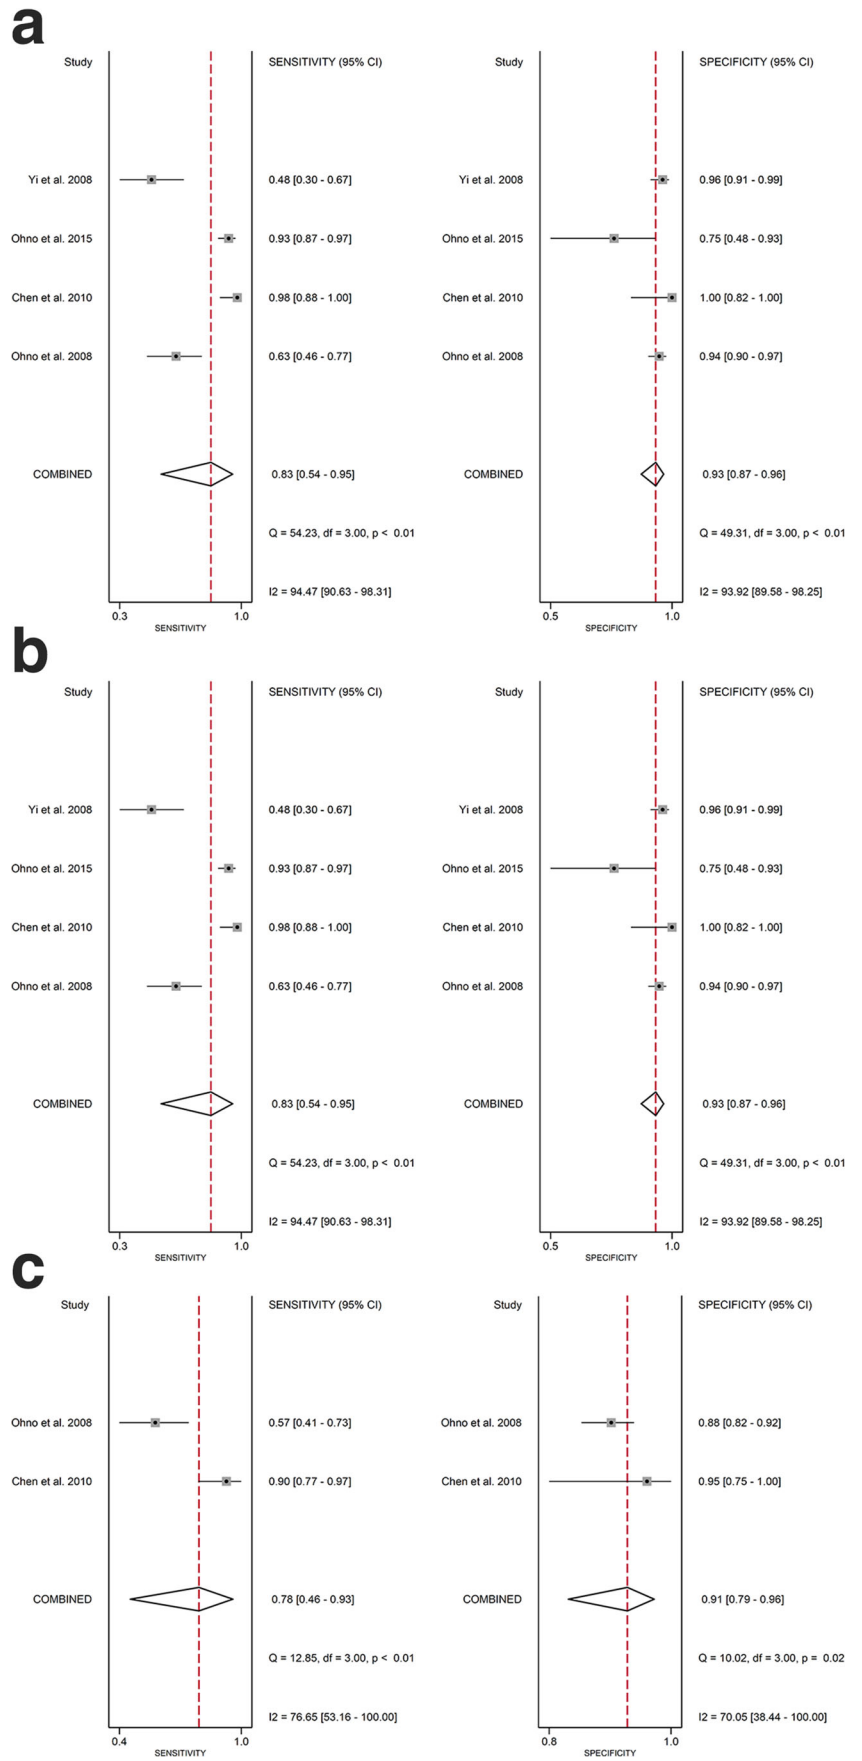 a
Study SENSITIVITY (95% CI)
Yi et al. 2008 0.48 [0.30 - 0.67]
Ohno et al. 2015 0.93 [0.87 - 0.97]
Chen et al. 2010 0.98 [0.88 - 1.00]
Ohno et al. 2008 0.63 [0.46 - 0.77]
COMBINED 0.83 [0.54 - 0.95]
Q = 54.23, df = 3.00, p < 0.01
I2 = 94.47 [90.63 - 98.31]
0.3 1.0
SENSITIVITY
Study SPECIFICITY (95% CI)
Yi et al. 2008 0.96 [0.91 - 0.99]
Ohno et al. 2015 0.75 [0.48 - 0.93]
Chen et al. 2010 1.00 [0.82 - 1.00]
Ohno et al. 2008 0.94 [0.90 - 0.97]
COMBINED 0.93 [0.87 - 0.96]
Q = 49.31, df = 3.00, p < 0.01
I2 = 93.92 [89.58 - 98.25]
0.5 1.0
SPECIFICITY
b
Study SENSITIVITY (95% CI)
Yi et al. 2008 0.48 [0.30 - 0.67]
Ohno et al. 2015 0.93 [0.87 - 0.97]
Chen et al. 2010 0.98 [0.88 - 1.00]
Ohno et al. 2008 0.63 [0.46 - 0.77]
COMBINED 0.83 [0.54 - 0.95]
Q = 54.23, df = 3.00, p < 0.01
I2 = 94.47 [90.63 - 98.31]
0.3 1.0
SENSITIVITY
Study SPECIFICITY (95% CI)
Yi et al. 2008 0.96 [0.91 - 0.99]
Ohno et al. 2015 0.75 [0.48 - 0.93]
Chen et al. 2010 1.00 [0.82 - 1.00]
Ohno et al. 2008 0.94 [0.90 - 0.97]
COMBINED 0.93 [0.87 - 0.96]
Q = 49.31, df = 3.00, p < 0.01
I2 = 93.92 [89.58 - 98.25]
0.5 1.0
SPECIFICITY
c
Study SENSITIVITY (95% CI)
Ohno et al. 2008 0.57 [0.41 - 0.73]
Chen et al. 2010 0.90 [0.77 - 0.97]
COMBINED 0.78 [0.46 - 0.93]
Q = 12.85, df = 3.00, p < 0.01
I2 = 76.65 [53.16 - 100.00]
0.4 1.0
SENSITIVITY
Study SPECIFICITY (95% CI)
Ohno et al. 2008 0.88 [0.82 - 0.92]
Chen et al. 2010 0.95 [0.75 - 1.00]
COMBINED 0.91 [0.79 - 0.96]
Q = 10.02, df = 3.00, p = 0.02
I2 = 70.05 [38.44 - 100.00]
0.8 1.0
SPECIFICITY